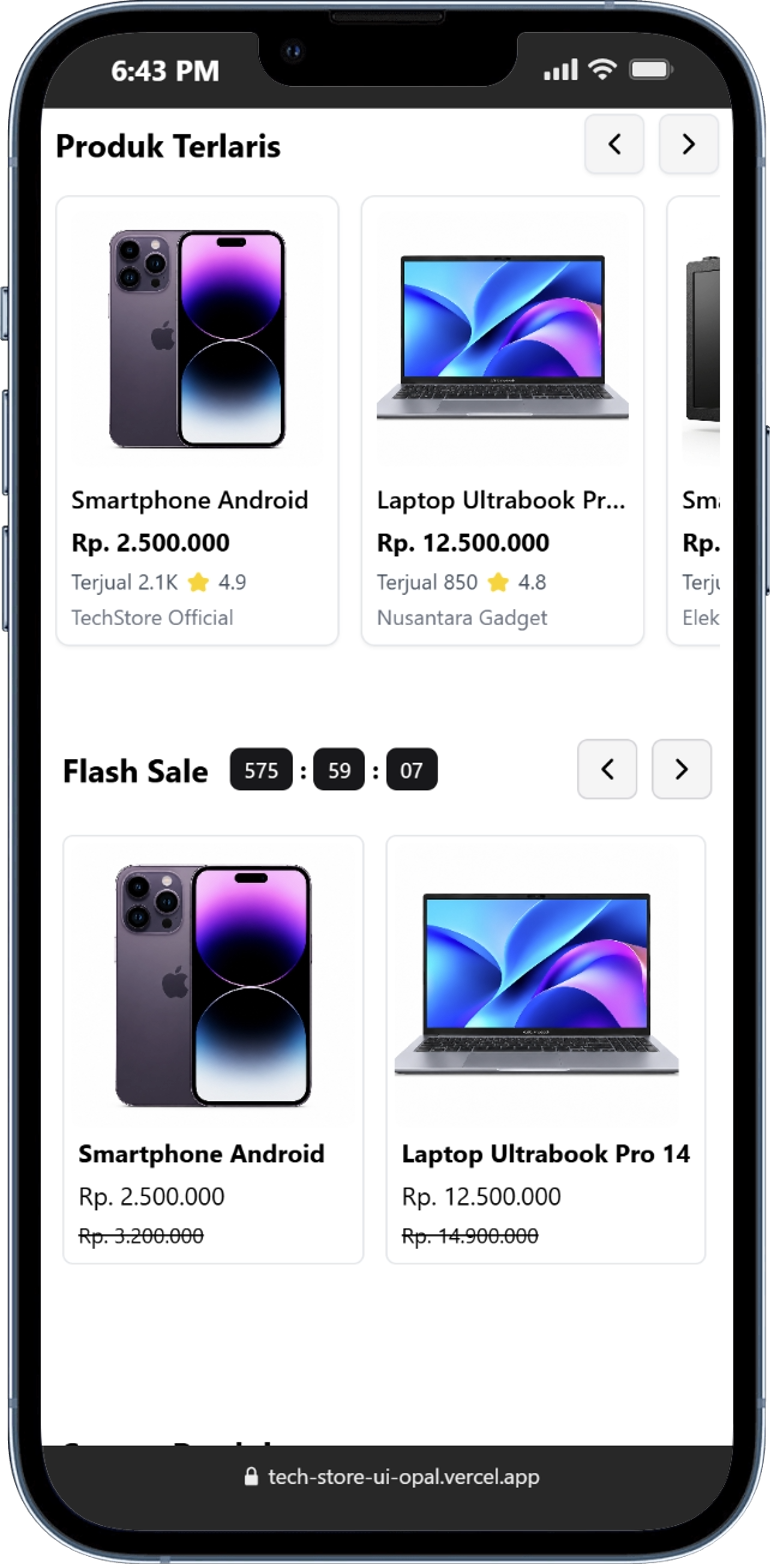 6:43 PM
Produk Terlaris
Smartphone Android
Rp. 2.500.000
Terjual 2.1K ⭐ 4.9
TechStore Official
Laptop Ultrabook Pr...
Rp. 12.500.000
Terjual 850 ⭐ 4.8
Nusantara Gadget
Rp.
Flash Sale 575 : 59 : 07
Smartphone Android
Rp. 2.500.000
Rp. 3.200.000
Laptop Ultrabook Pro 14
Rp. 12.500.000
Rp. 14.900.000
tech-store-ui-opal.vercel.app